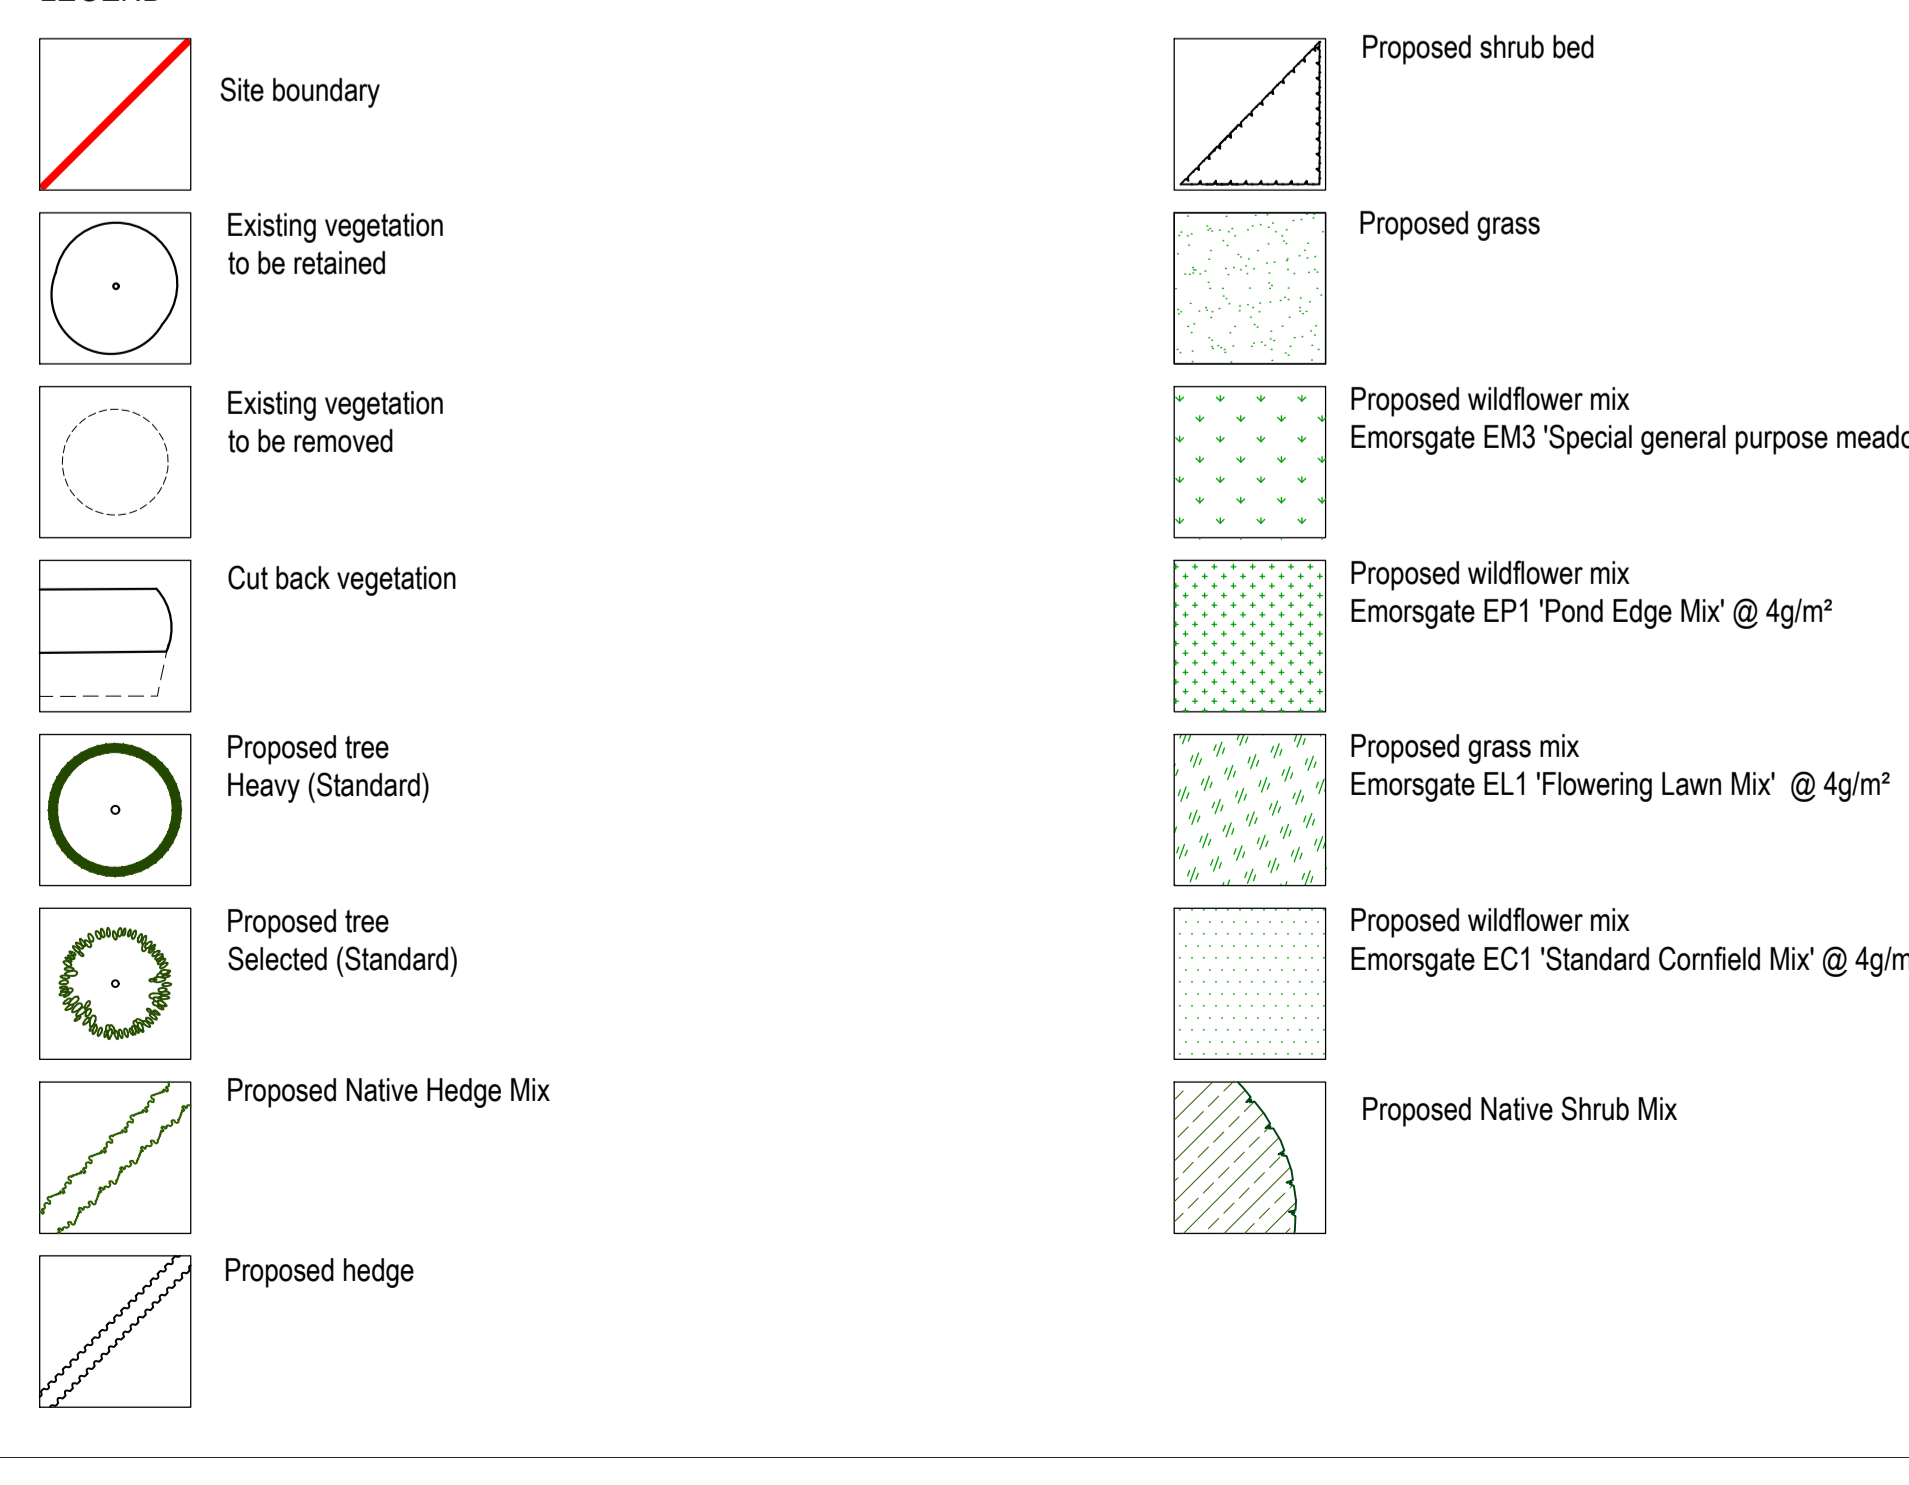 Site boundary
Existing vegetation
to be retained
Existing vegetation
to be removed
Cut back vegetation
Proposed tree
Heavy (Standard)
Proposed tree
Selected (Standard)
Proposed Native Hedge Mix
Proposed hedge
Proposed shrub bed
Proposed grass
Proposed wildflower mix
Emorsgate EM3 'Special general purpose
Proposed wildflower mix
Emorsgate EP1 'Pond Edge Mix' @ 4g/m²
Proposed grass mix
Emorsgate EL1 'Flowering Lawn Mix' @ 4g/m²
Proposed wildflower mix
Emorsgate EC1 'Standard Cornfield Mix' @ 4g/m
Proposed Native Shrub Mix